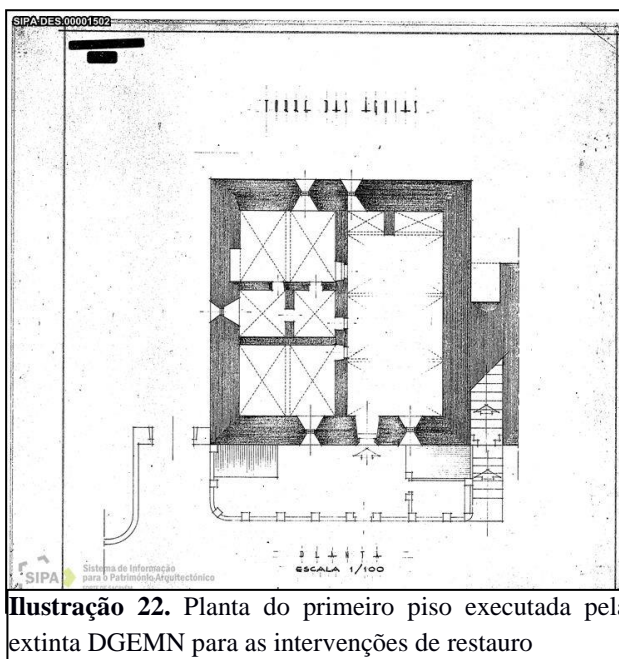 SIPA DES 00001502
TORRE DAS ÁGUIAS
PLANTA
ESCALA 1/100
SIPA
Sistema de Informação
para o Património Arquitectónico
Ilustração 22. Planta do primeiro piso executada pela
extinta DGEMN para as intervenções de restauro